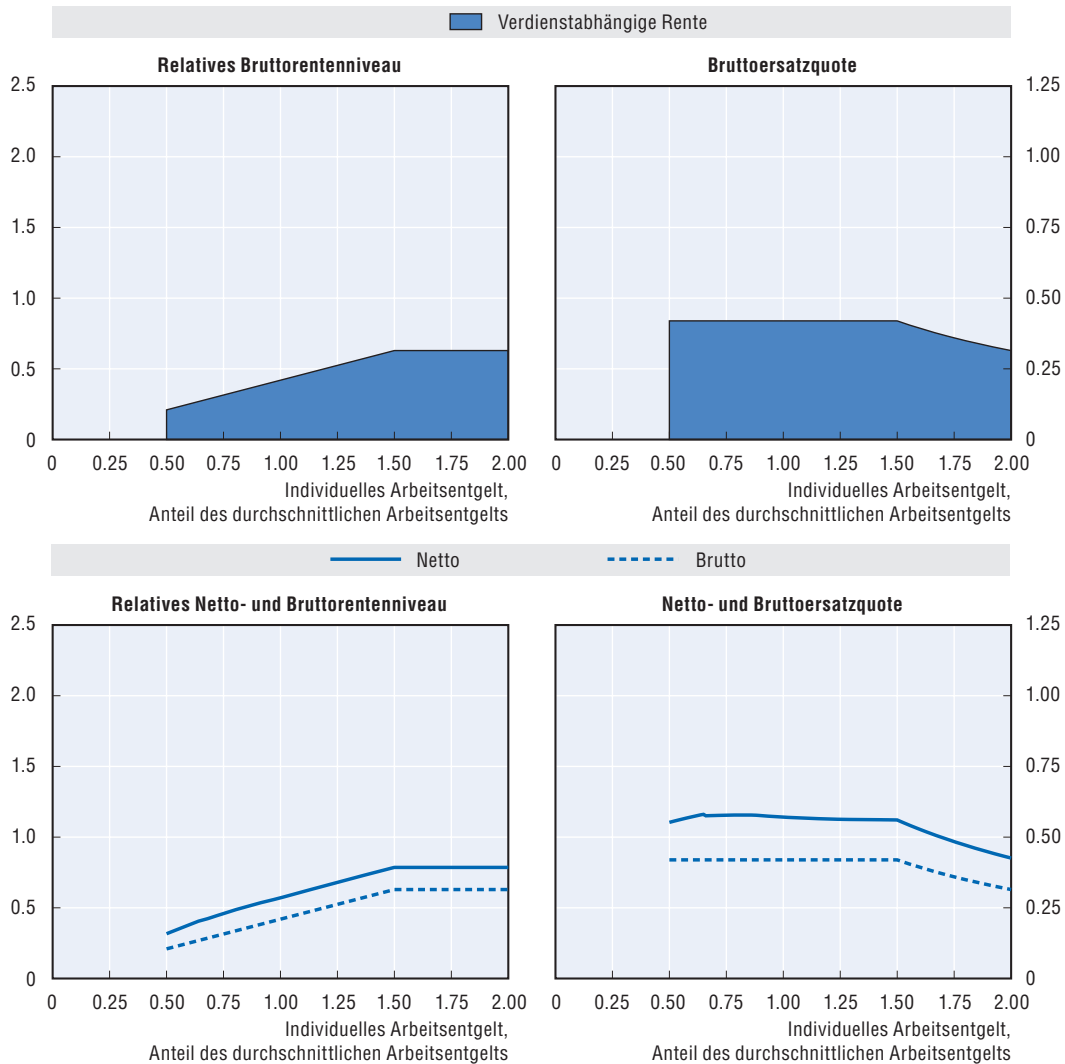 Verdienstabhängige Rente
Relatives Bruttorentenniveau
2.5
2.0
1.5
1.0
0.5
0
0 0.25 0.50 0.75 1.00 1.25 1.50 1.75 2.00
Individuelles Arbeitsentgelt,
Anteil des durchschnittlichen Arbeitsentgelts
Bruttoersatzquote
1.25
1.00
0.75
0.50
0.25
0
0 0.25 0.50 0.75 1.00 1.25 1.50 1.75 2.00
Individuelles Arbeitsentgelt,
Anteil des durchschnittlichen Arbeitsentgelts
Netto Brutto
Relatives Netto- und Bruttorentenniveau
2.5
2.0
1.5
1.0
0.5
0
0 0.25 0.50 0.75 1.00 1.25 1.50 1.75 2.00
Individuelles Arbeitsentgelt,
Anteil des durchschnittlichen Arbeitsentgelts
Netto- und Bruttoersatzquote
1.25
1.00
0.75
0.50
0.25
0
0 0.25 0.50 0.75 1.00 1.25 1.50 1.75 2.00
Individuelles Arbeitsentgelt,
Anteil des durchschnittlichen Arbeitsentgelts